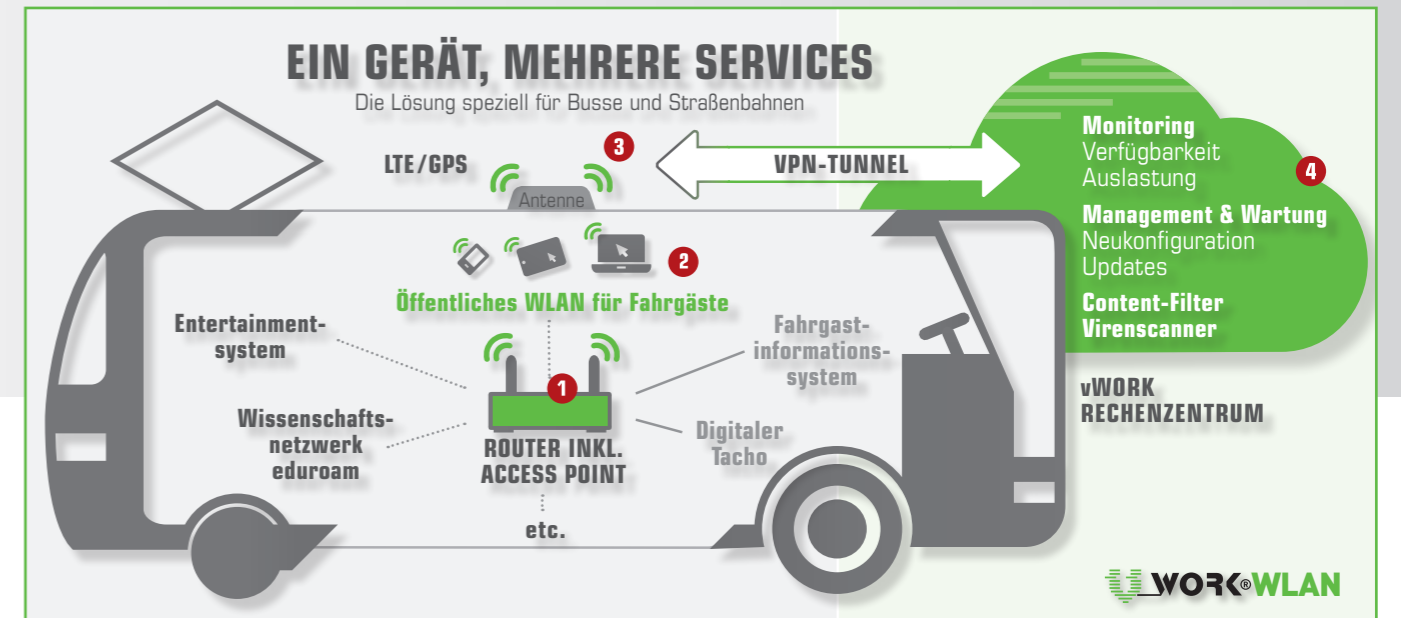 EIN GERÄT, MEHRERE SERVICES
Die Lösung speziell für Busse und Straßenbahnen
LTE/GPS
3
VPN-TUNNEL
Antenne
2
Öffentliches WLAN für Fahrgäste
Entertainment-
system
Wissenschafts-
netzwerk
eduroam
1
ROUTER INKL.
ACCESS POINT
etc.
Fahrgast-
informations-
system
Digitaler
Tacho
Monitoring
Verfügbarkeit
Auslastung
4
Management & Wartung
Neukonfiguration
Updates
Content-Filter
Virenscanner
vWORK
RECHENZENTRUM
WORK®WLAN